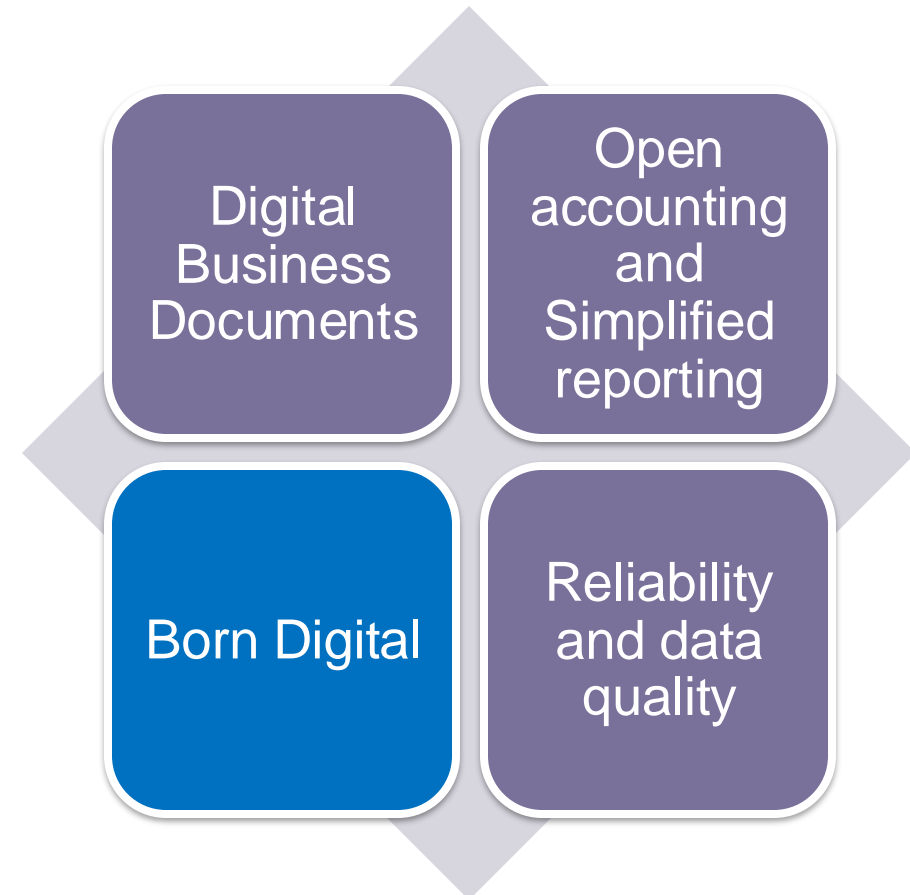 Digital
Business
Documents
Open
accounting
and
Simplified
reporting
Born Digital
Reliability
and data
quality